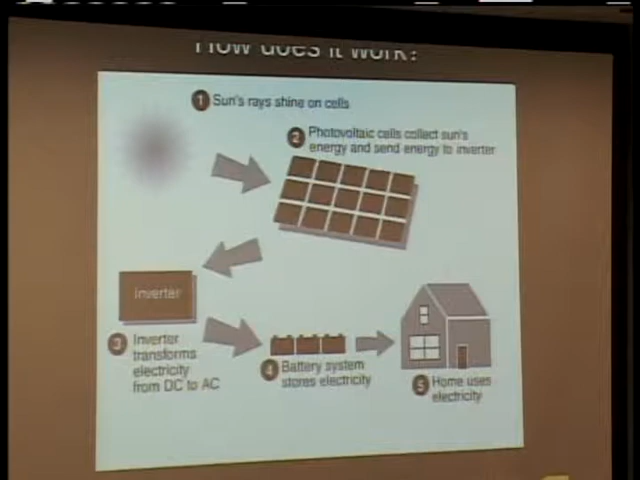 How does it work?
1 Sun's rays shine on cells
2 Photovoltaic cells collect sun's
energy and send energy to inverter
Inverter
3 Inverter
transforms
electricity
from DC to AC
4 Battery system
stores electricity
5 Home uses
electricity